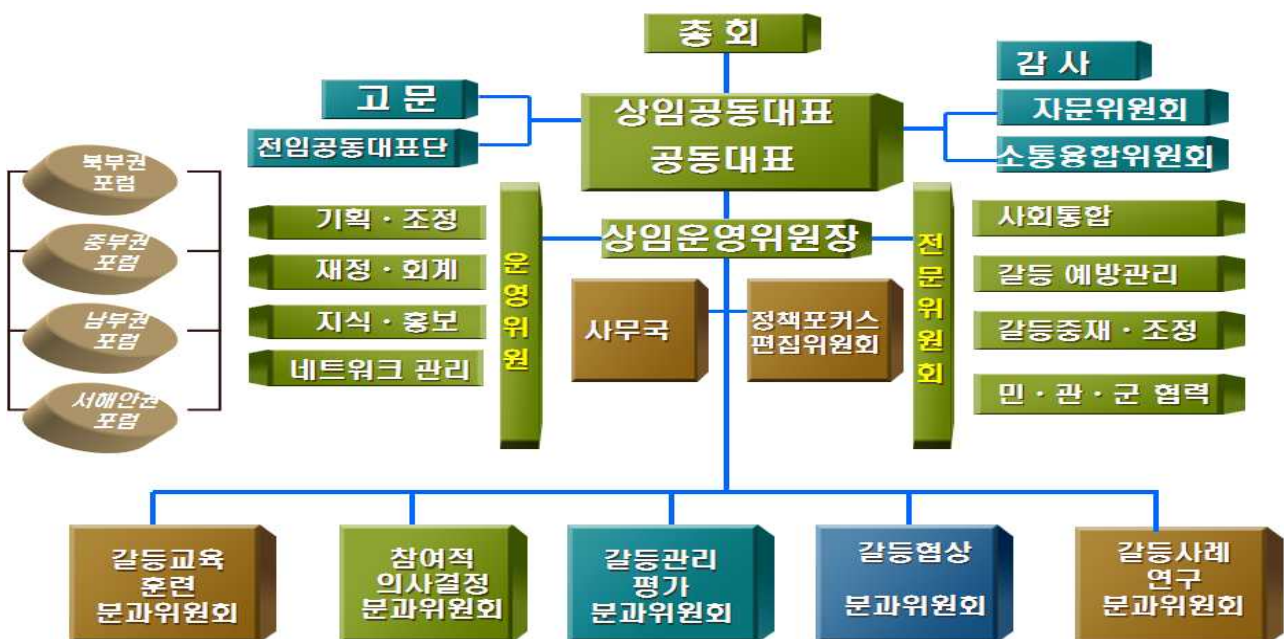 총 회
고 문
전임공동대표단
상임공동대표
공동대표
감 사
자문위원회
소통융합위원회
북부권
포럼
중부권
포럼
남부권
포럼
서해안권
포럼
기획 · 조정
재정 · 회계
지식 · 홍보
네트워크 관리
운영위원
상임운영위원장
사무국
정책포커스
편집위원회
전문위원회
사회통합
갈등 예방관리
갈등중재 · 조정
민 · 관 · 군 협력
갈등교육
훈련
분과위원회
참여적
의사결정
분과위원회
갈등관리
평가
분과위원회
갈등협상
분과위원회
갈등사례
연구
분과위원회